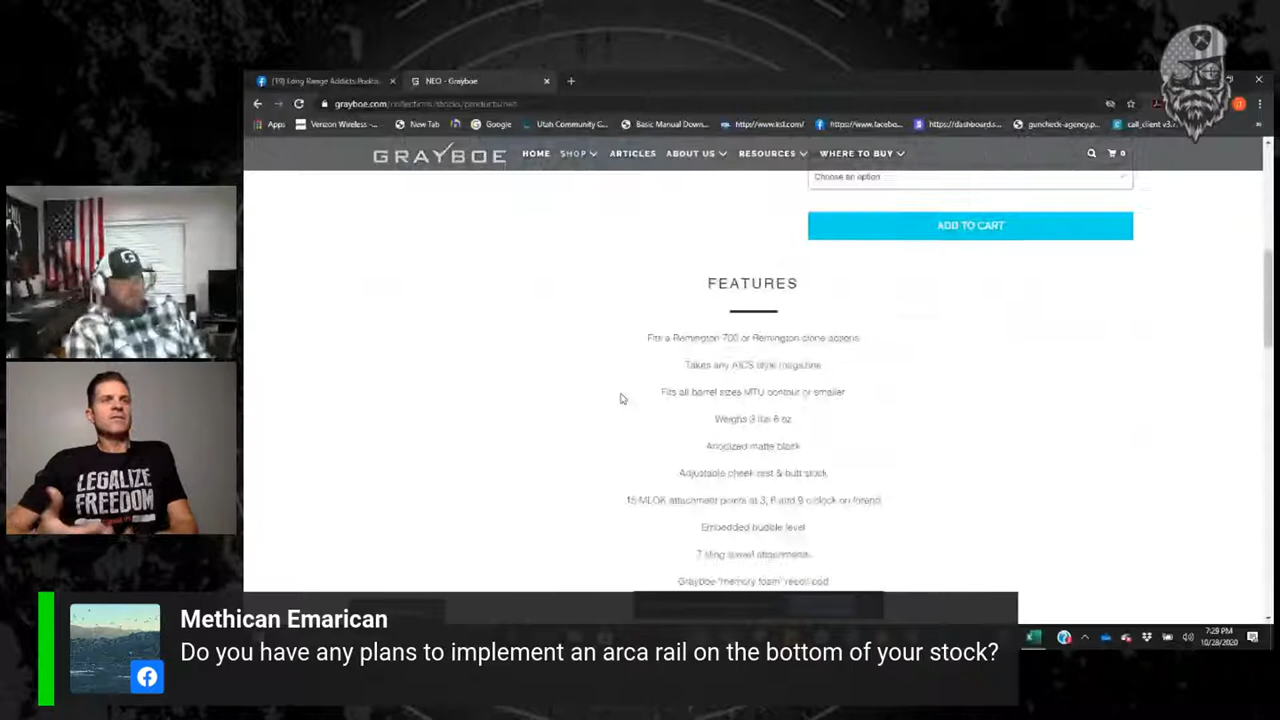 (19) Long Range Addicts Podca...
NEO - Grayboe
grayboe.com/collections/stocks/products/neo
Apps
Verizon Wireless -...
New Tab
Google
Utah Community C...
Basic Manual Down...
http://www.ksl.com/
https://www.facebo...
https://dashboard.s...
guncheck-agency.p...
call_client v3.7...
GRAYBOE
HOME
SHOP
ARTICLES
ABOUT US
RESOURCES
WHERE TO BUY
0
Choose an option
ADD TO CART
FEATURES
Fits a Remington 700 or Remington clone actions
Takes any AICS style magazine
Fits all barrel sizes MTU contour or smaller
Weighs 3 lbs 6 oz
Anodized matte black
Adjustable cheek rest & butt stock
15 MLOK attachment points at 3, 6 and 9 o'clock on forend
Embedded bubble level
7 sling swivel attachments
Grayboe "memory foam" recoil pad
LEGALIZE
FREEDOM
7:29 PM
10/28/2020
Methican Emarican
Do you have any plans to implement an arca rail on the bottom of your stock?